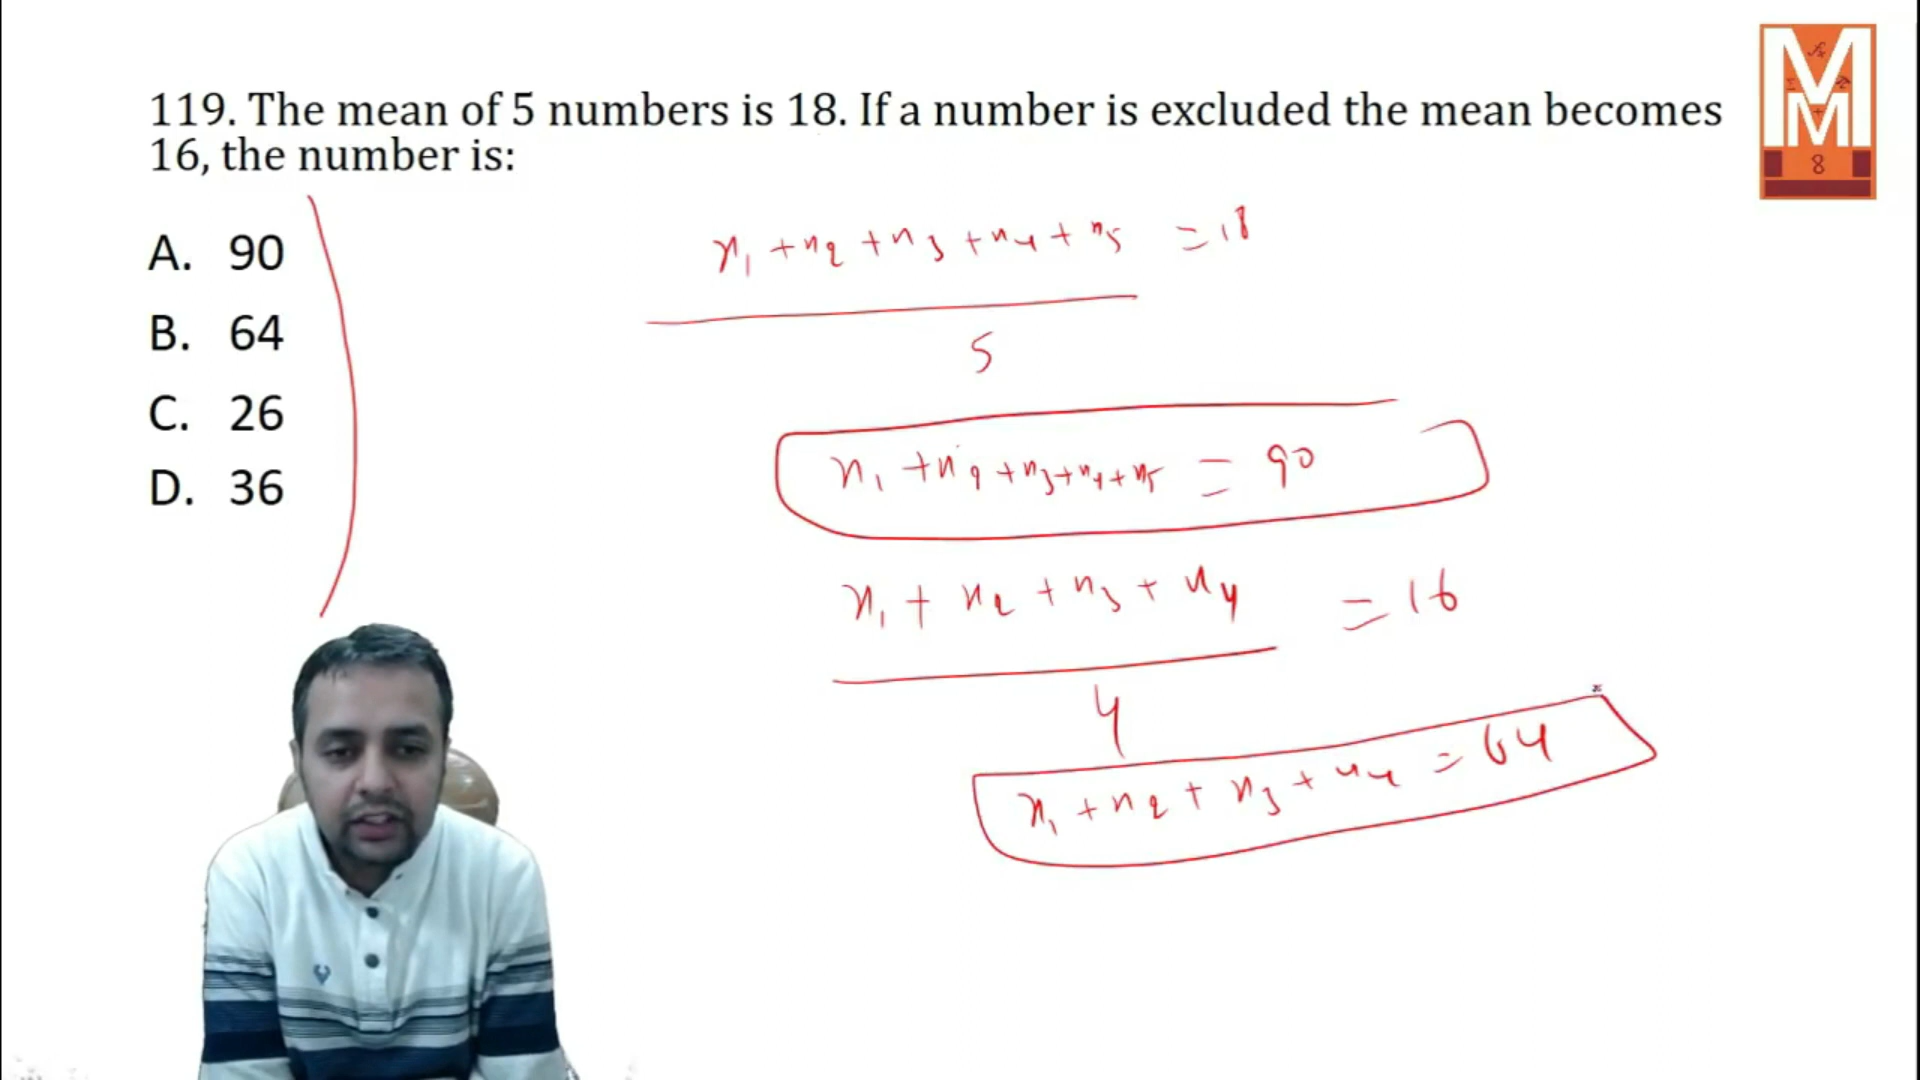 119. The mean of 5 numbers is 18. If a number is excluded the mean becomes
16, the number is:
A. 90
B. 64
C. 26
D. 36
x₁ + x₂ + x₃ + x₄ + x₅ = 18
5
x₁ + x₂ + x₃ + x₄ + x₅ = 90
x₁ + x₂ + x₃ + x₄ = 16
4
x₁ + x₂ + x₃ + x₄ = 64
M
M
8